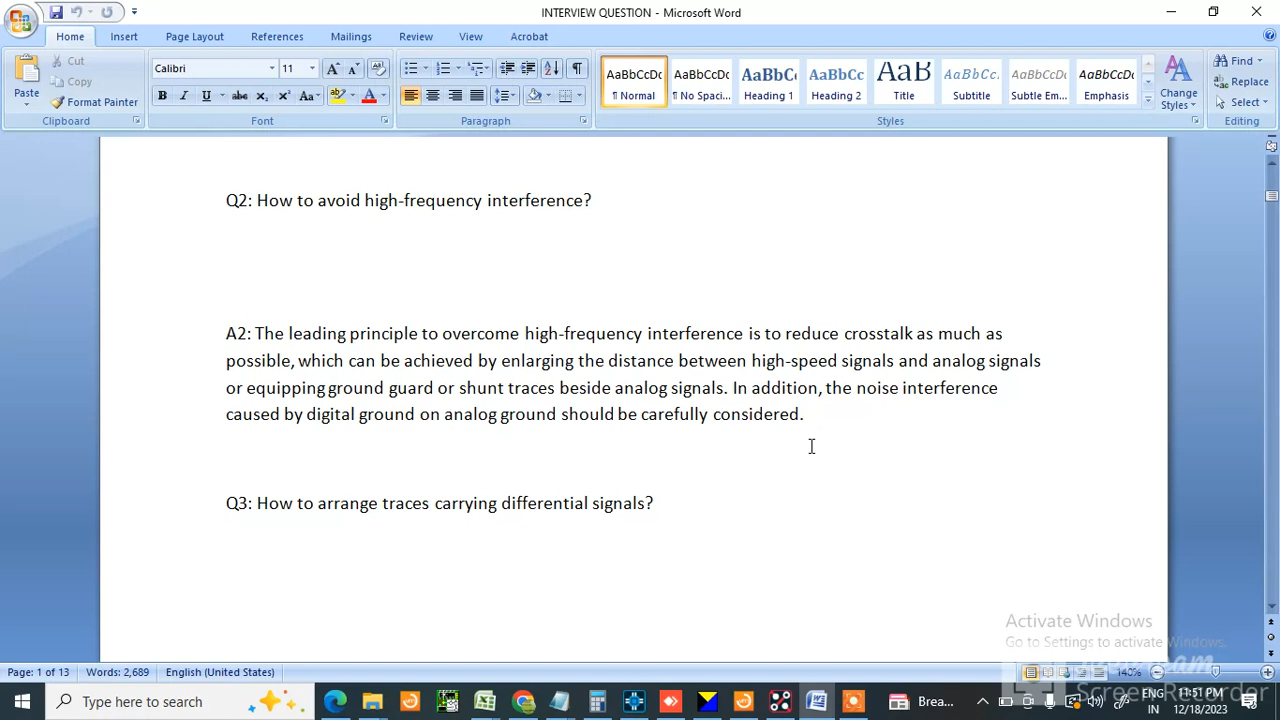 INTERVIEW QUESTION - Microsoft Word
Home Insert Page Layout References Mailings Review View Acrobat
Paste
Cut
Copy
Format Painter
Clipboard
Calibri 11
Font
Paragraph
AaBbCcDc AaBbCcDc AaBbCc AaBbCc AaB AaBbCc. AaBbCcDc AaBbCcDc
¶ Normal ¶ No Spaci... Heading 1 Heading 2 Title Subtitle Subtle Em... Emphasis
Change
Styles
Styles
Find
Replace
Select
Editing
Q2: How to avoid high-frequency interference?
A2: The leading principle to overcome high-frequency interference is to reduce crosstalk as much as
possible, which can be achieved by enlarging the distance between high-speed signals and analog signals
or equipping ground guard or shunt traces beside analog signals. In addition, the noise interference
caused by digital ground on analog ground should be carefully considered.
Q3: How to arrange traces carrying differential signals?
Activate Windows
Go to Settings to activate Windows.
Screen Recorder
Page: 1 of 13 Words: 2,689 English (United States) 140%
Type here to search Brea...
ENG
IN
11:51 PM
12/18/2023